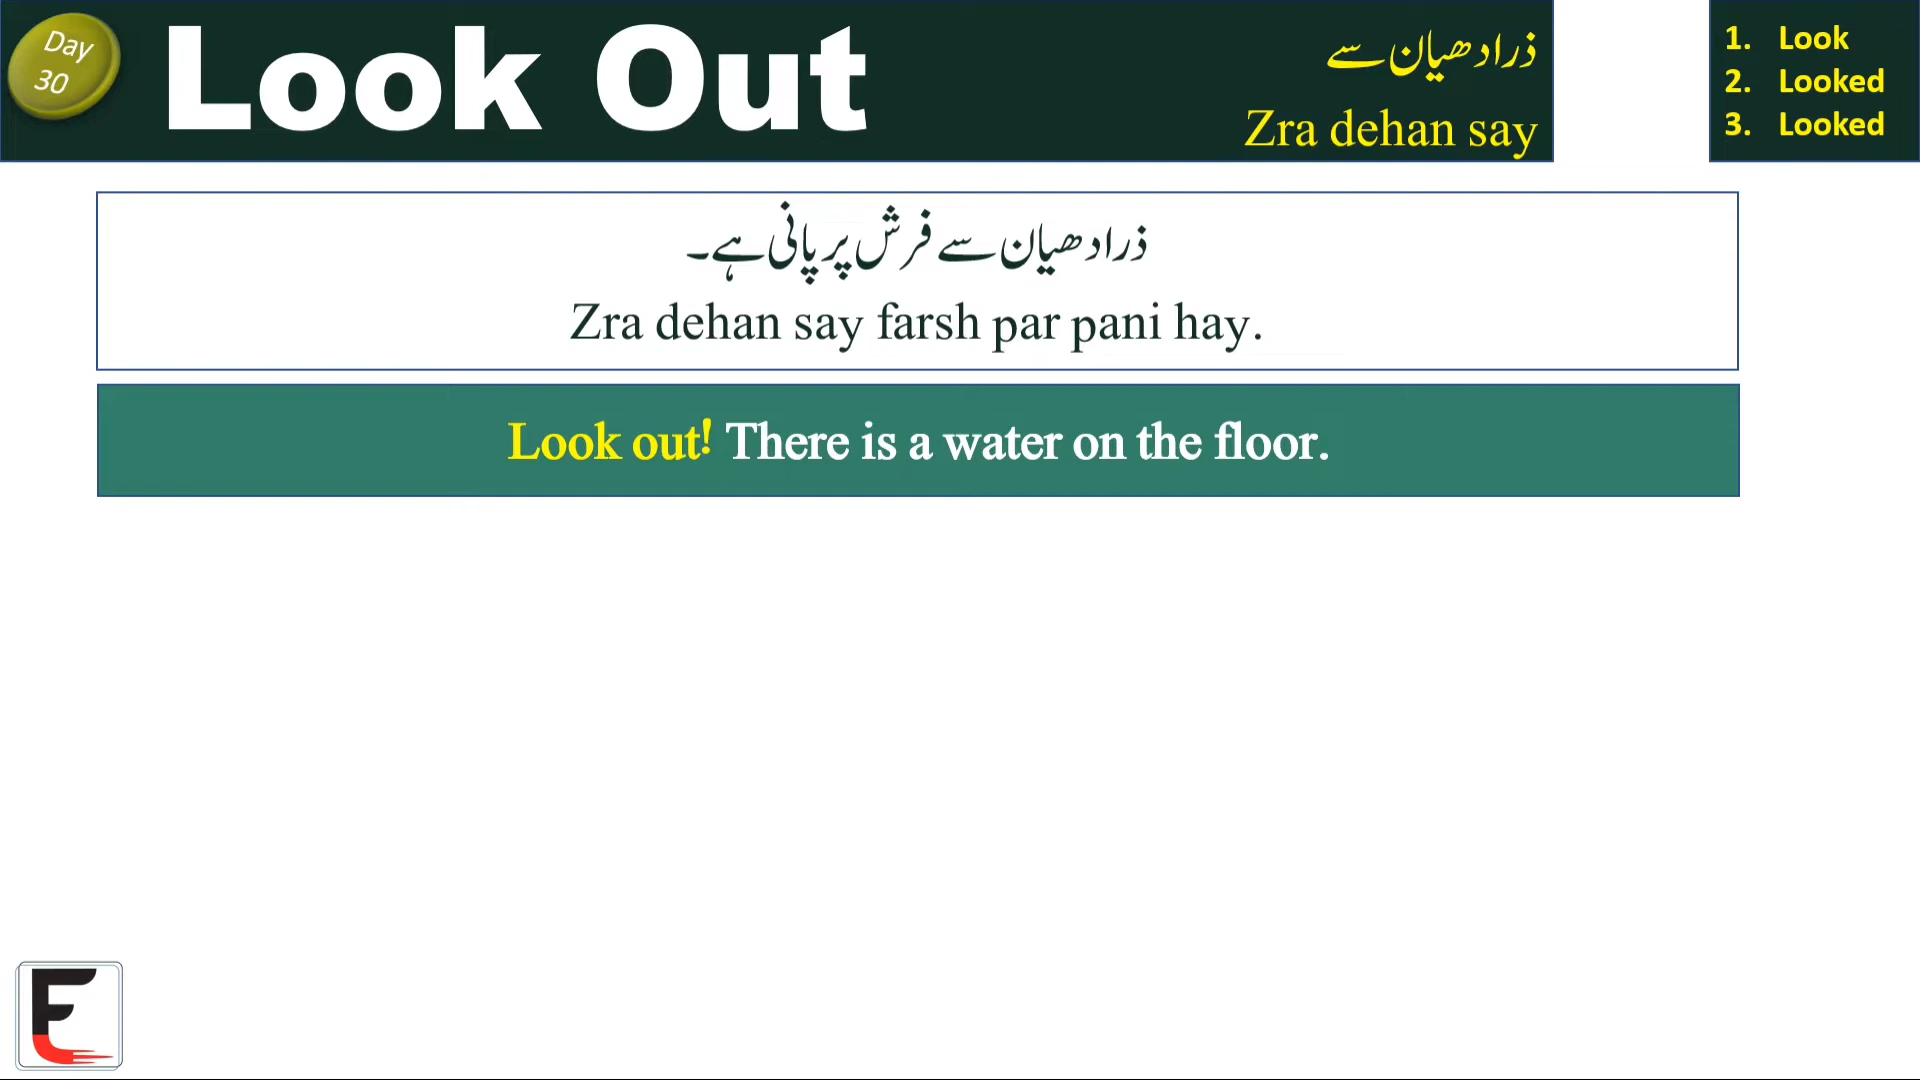 Day
30
Look Out
ذرا دھیان سے
Zra dehan say
1. Look
2. Looked
3. Looked
ذرا دھیان سے فرش پر پانی ہے۔
Zra dehan say farsh par pani hay.
Look out! There is a water on the floor.